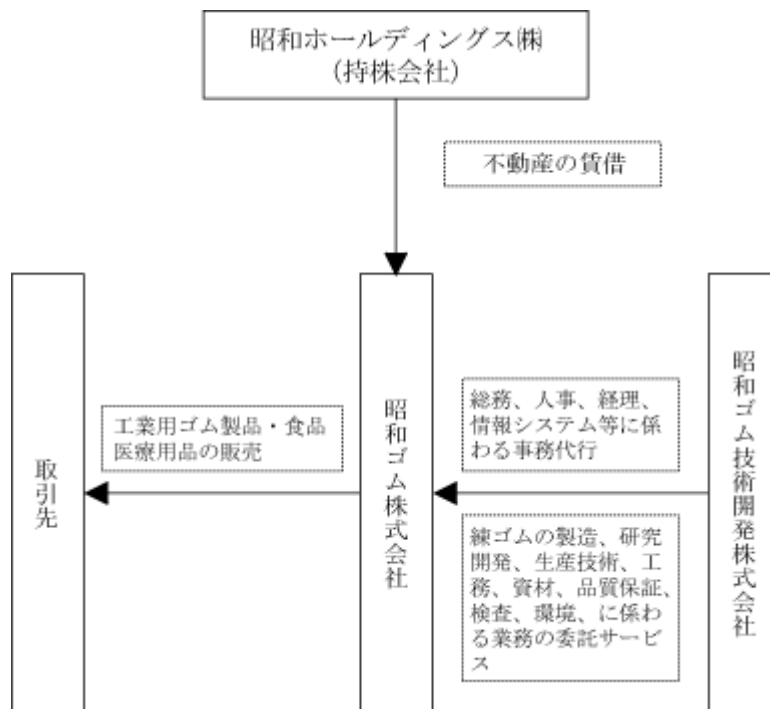 昭和ホールディングス㈱
(持株会社)
不動産の賃借
取引先
工業用ゴム製品・食品
医療用品の販売
昭和ゴム株式会社
総務、人事、経理、
情報システム等に係
わる事務代行
練ゴムの製造、研究
開発、生産技術、工
務、資材、品質保証、
検査、環境、に係わ
る業務の委託サービ
ス
昭和ゴム技術開発株式会社